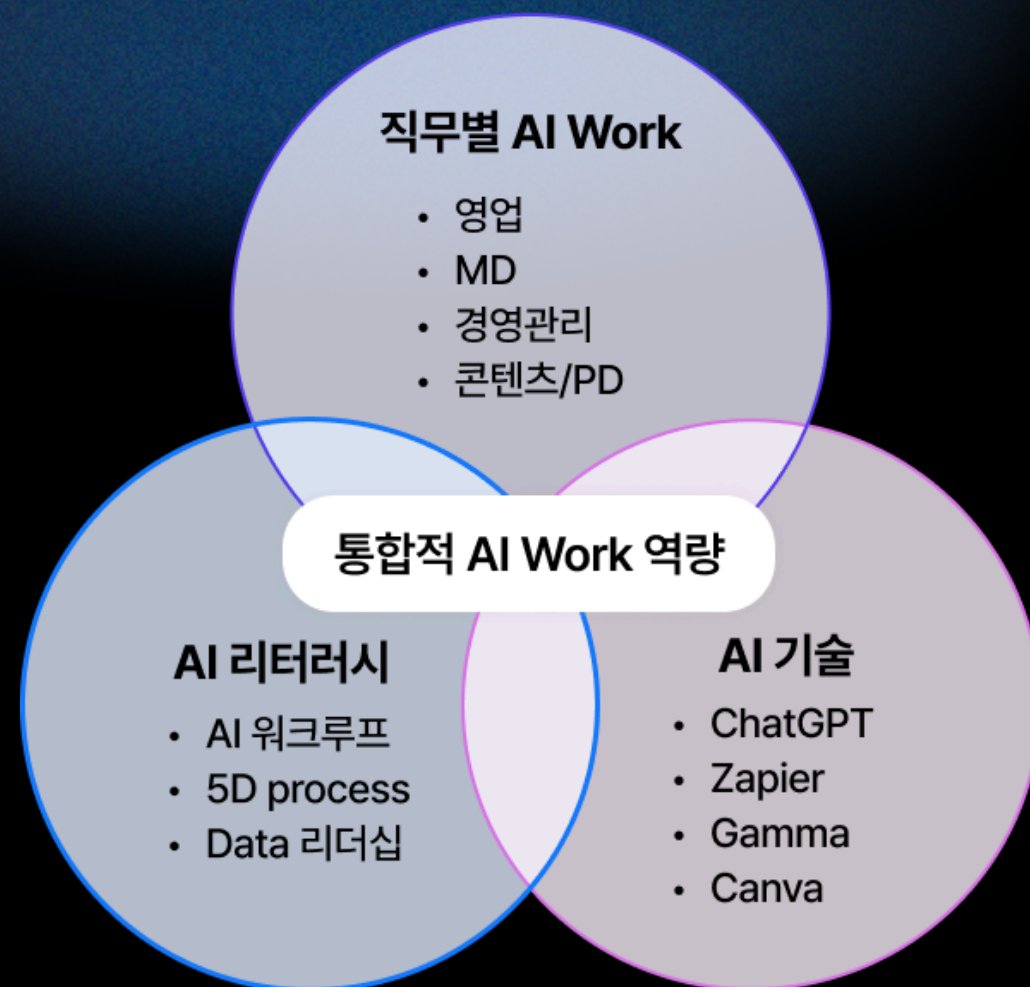 직무별 AI Work
• 영업
• MD
• 경영관리
• 콘텐츠/PD
통합적 AI Work 역량
AI 리터러시
• AI 워크루프
• 5D process
• Data 리더십
AI 기술
• ChatGPT
• Zapier
• Gamma
• Canva